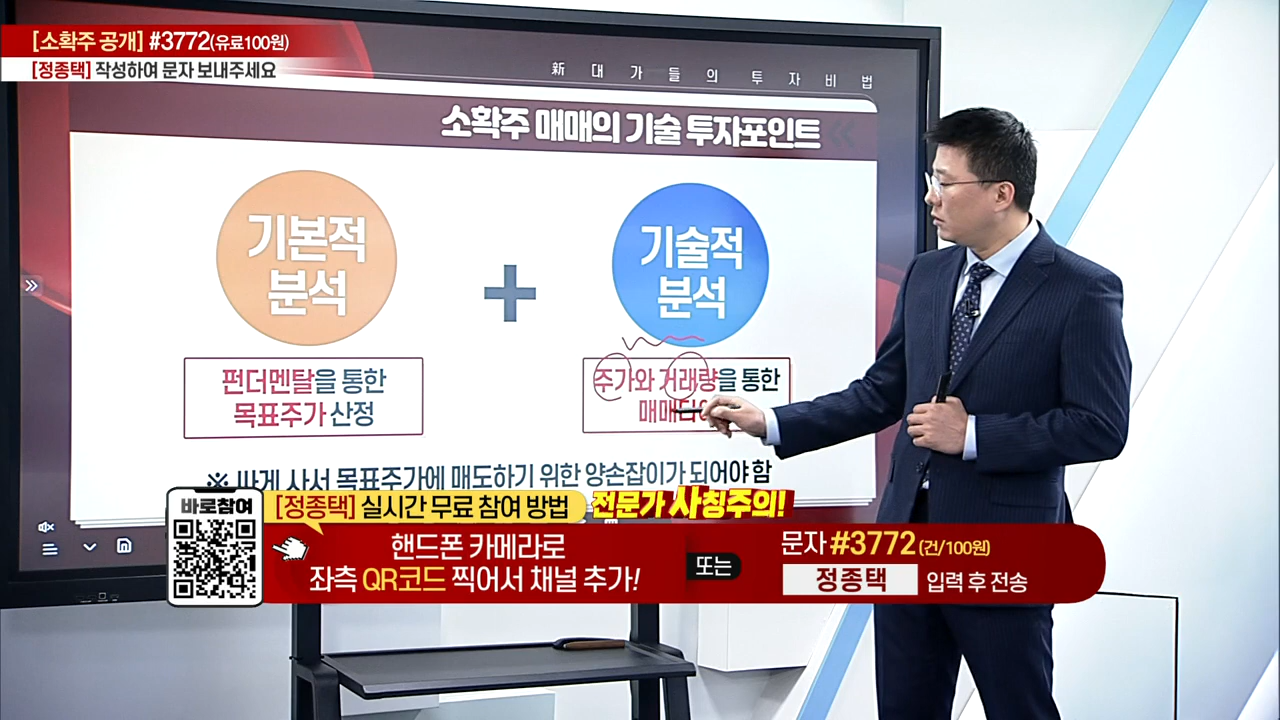 [소확주 공개] #3772(유료100원)
[정종택] 작성하여 문자 보내주세요
新 대가들의 투자비법
소확주 매매의 기술 투자포인트
기본적
분석
+
기술적
분석
펀더멘탈을 통한
목표주가 산정
주가와 거래량을 통한
매매타
※ 싸게 사서 목표주가에 매도하기 위한 양손잡이가 되어야 함
바로참여
[정종택] 실시간 무료 참여 방법
전문가 사칭주의!
핸드폰 카메라로
좌측 QR코드 찍어서 채널 추가!
또는
문자 #3772 (건/100원)
정종택 입력 후 전송